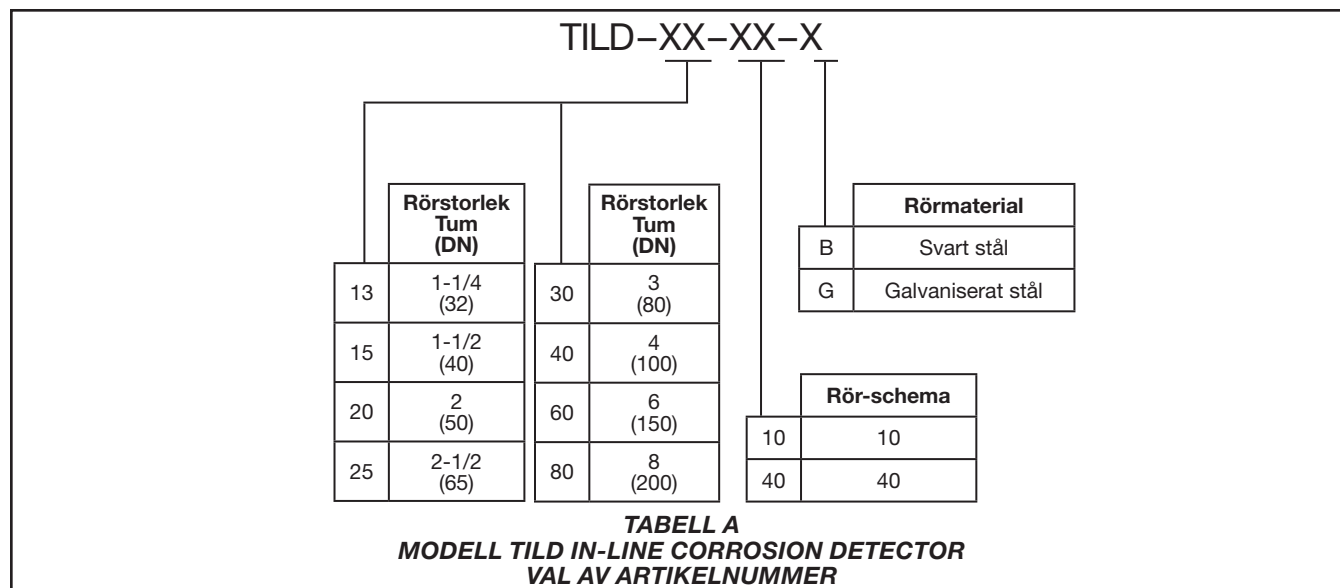 TILD–XX–XX–X
Rörstorlek
Tum
(DN)
13
1-1/4
(32)
15
1-1/2
(40)
20
2
(50)
25
2-1/2
(65)
Rörstorlek
Tum
(DN)
30
3
(80)
40
4
(100)
60
6
(150)
80
8
(200)
Rörmaterial
B Svart stål
G Galvaniserat stål
Rör-schema
10 10
40 40
TABELL A
MODELL TILD IN-LINE CORROSION DETECTOR
VAL AV ARTIKELNUMMER